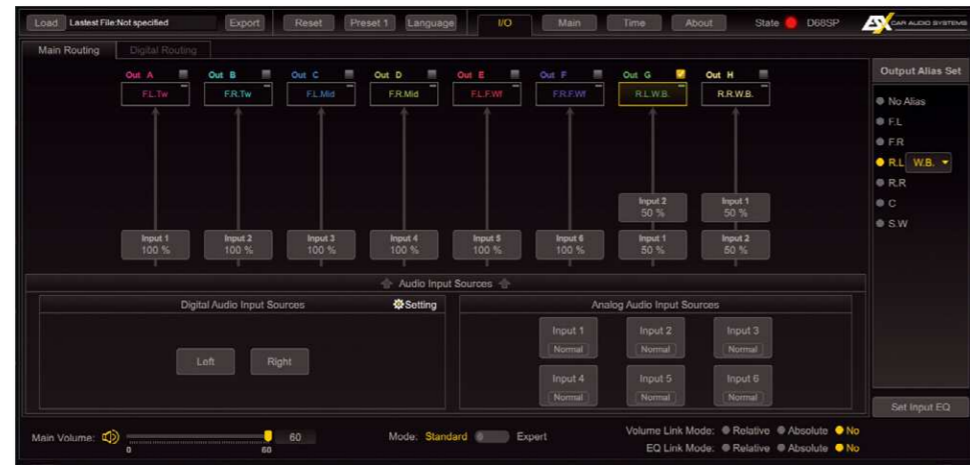 Load Lastest File:Not specified Export Reset Preset 1 Language I/O Main Time About State D68SP AX CAR AUDIO SYSTEMS
Main Routing Digital Routing
Output Alias Set
Out A Out B Out C Out D Out E Out F Out G Out H
F.L.Tw F.R.Tw F.L.Mid F.R.Mid F.L.F.Wf F.R.F.Wf R.L.W.B. R.R.W.B.
No Alias
F.L
F.R
R.L W.B.
R.R
C
S.W
Input 2 Input 1
50 % 50 %
Input 1 Input 2 Input 3 Input 4 Input 5 Input 6 Input 1 Input 2
100 % 100 % 100 % 100 % 100 % 100 % 50 % 50 %
Audio Input Sources
Digital Audio Input Sources Setting
Left Right
Analog Audio Input Sources
Input 1 Input 2 Input 3
Normal Normal Normal
Input 4 Input 5 Input 6
Normal Normal Normal
Set Input EQ
Main Volume: 60
0 60
Mode: Standard Expert
Volume Link Mode: Relative Absolute No
EQ Link Mode: Relative Absolute No